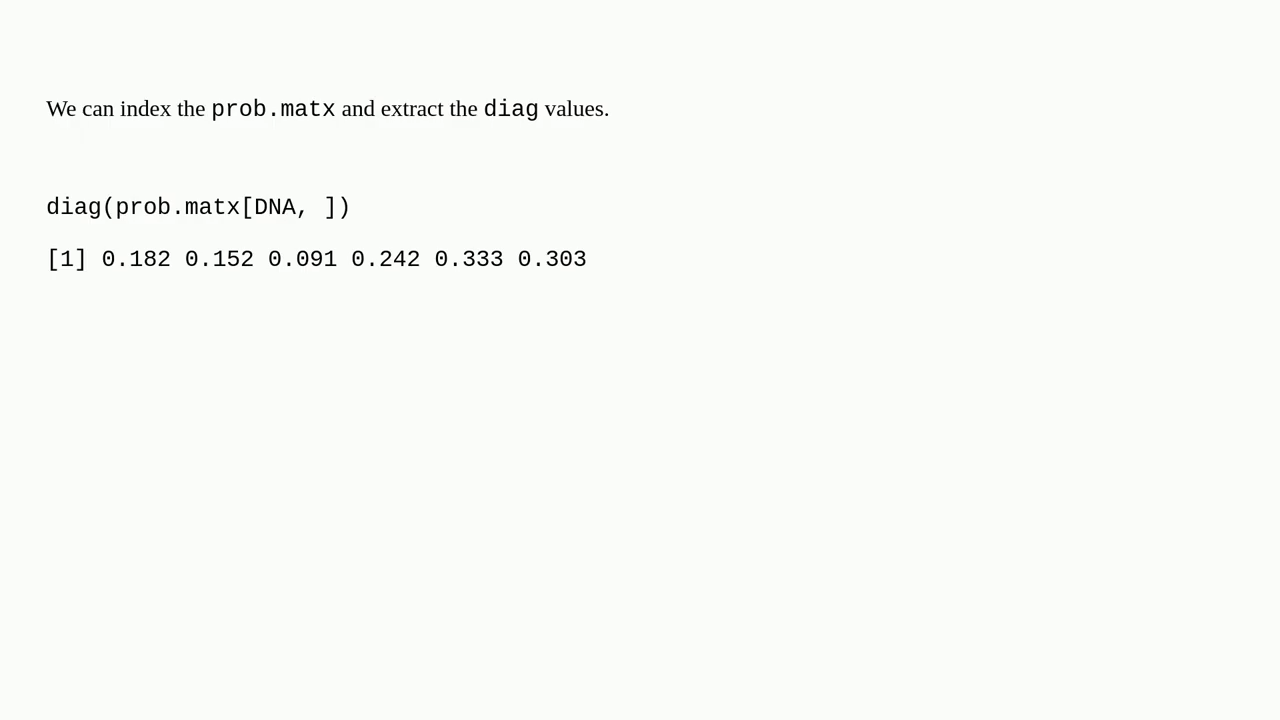 We can index the prob.matx and extract the diag values.
diag(prob.matx[DNA, ])
[1] 0.182 0.152 0.091 0.242 0.333 0.303